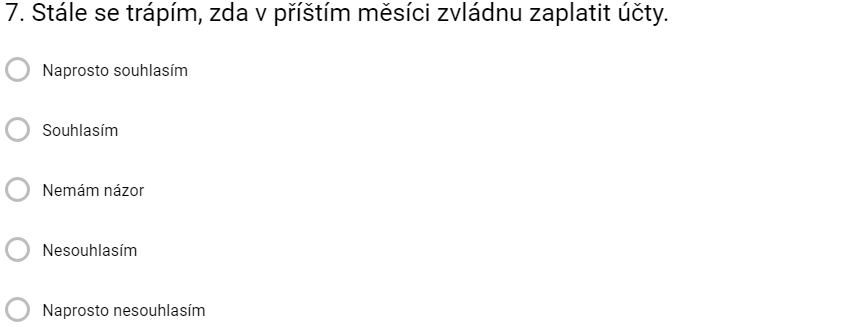 7. Stále se trápím, zda v příštím měsíci zvládnu zaplatit účty.
Naprosto souhlasím
Souhlasím
Nemám názor
Nesouhlasím
Naprosto nesouhlasím